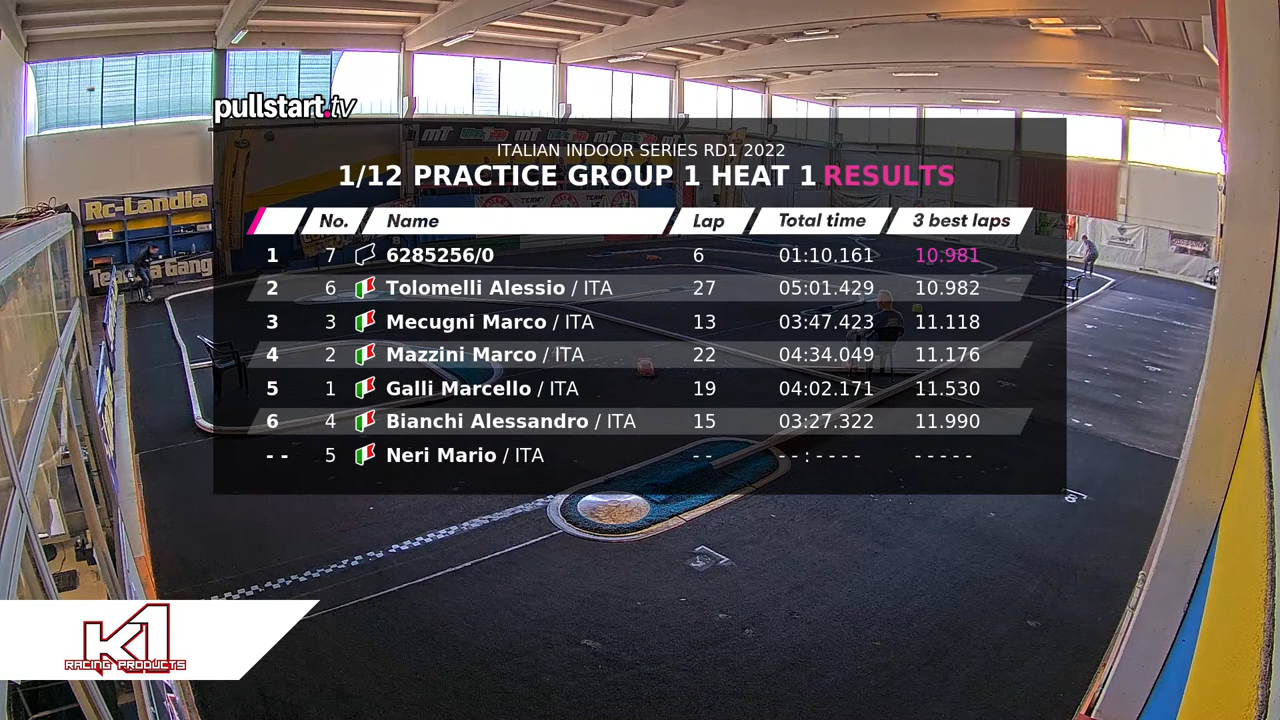 pullstart.tv
ITALIAN INDOOR SERIES RD1 2022
1/12 PRACTICE GROUP 1 HEAT 1 RESULTS
No. Name Lap Total time 3 best laps
1 7 6285256/0 6 01:10.161 10.981
2 6 Tolomelli Alessio / ITA 27 05:01.429 10.982
3 3 Mecugni Marco / ITA 13 03:47.423 11.118
4 2 Mazzini Marco / ITA 22 04:34.049 11.176
5 1 Galli Marcello / ITA 19 04:02.171 11.530
6 4 Bianchi Alessandro / ITA 15 03:27.322 11.990
-- 5 Neri Mario / ITA -- --:---- -----
Rc-Landia
Gang
K1
RACING PRODUCTS